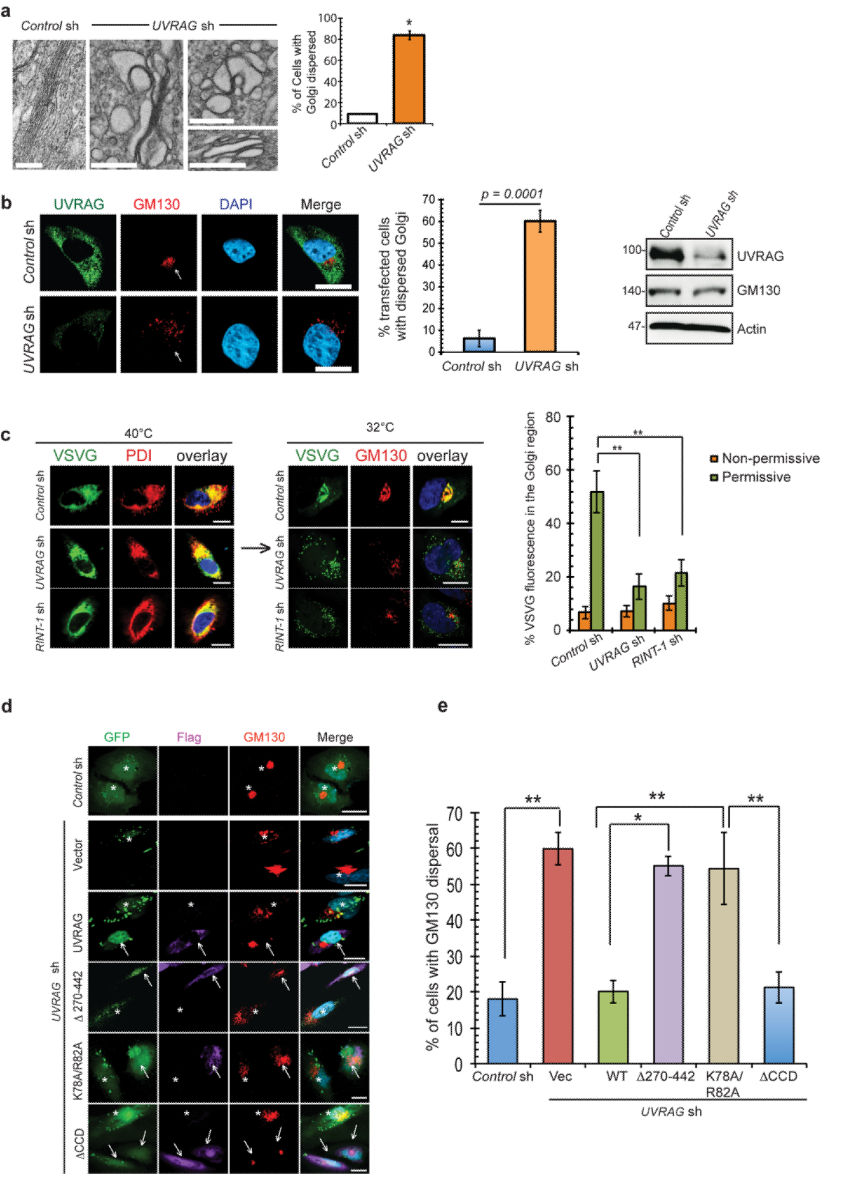 a
Control sh
UVRAG sh
% of Cells with
Golgi dispersed
100
80
60
40
20
0
*
Control sh
UVRAG sh
b
UVRAG GM130 DAPI Merge
Control sh
UVRAG sh
% transfected cells
with dispersed Golgi
70
60
50
40
30
20
10
0
p = 0.0001
Control sh UVRAG sh
Control sh
UVRAG sh
100- UVRAG
140- GM130
47- Actin
c
40°C
VSVG PDI overlay
32°C
VSVG GM130 overlay
Control sh
UVRAG sh
RINT-1 sh
Control sh
UVRAG sh
RINT-1 sh
% VSVG fluorescence in the Golgi region
80
60
40
20
0
**
**
Non-permissive
Permissive
Control sh
UVRAG sh
RINT-1 sh
d
GFP Flag GM130 Merge
Control sh
UVRAG sh
Vector
UVRAG
Δ 270-442
K78A/R82A
ΔCCD
e
% of cells with GM130 dispersal
70
60
50
40
30
20
10
0
**
**
*
**
Control sh Vec WT Δ270-442 K78A/ ΔCCD
R82A
UVRAG sh